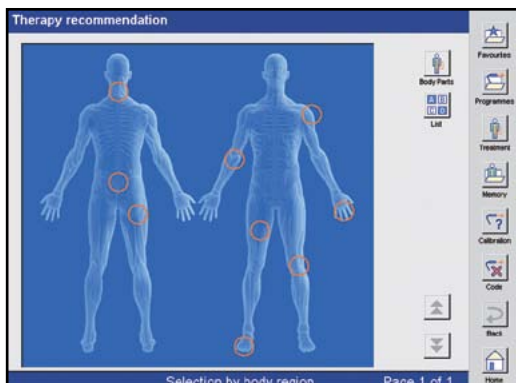 Therapy recommendation
Favourites
Body Parts
Programmes
A B
C D
List
Treatment
Memory
?
Calibration
Code
Back
Home
Selection by body region
Page 1 of 1